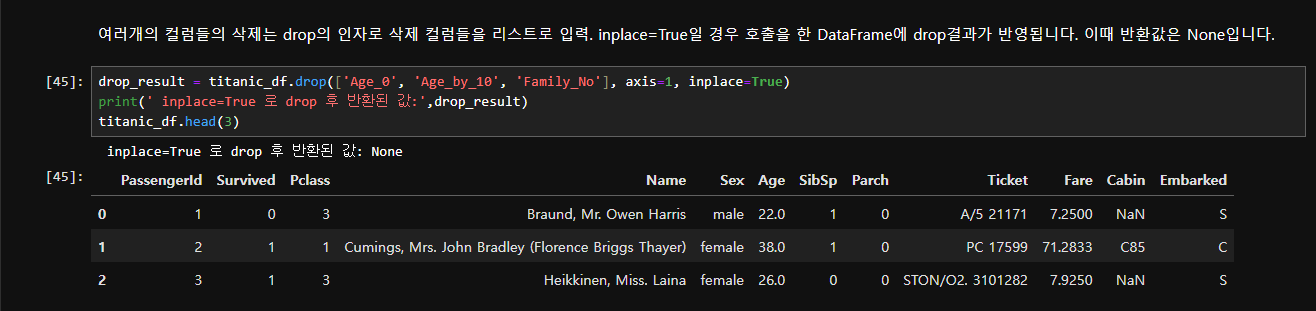 여러개의 컬럼들의 삭제는 drop의 인자로 삭제 컬럼들을 리스트로 입력. inplace=True일 경우 호출을 한 DataFrame에 drop결과가 반영됩니다. 이때 반환값은 None입니다.
[45]: drop_result = titanic_df.drop(['Age_0', 'Age_by_10', 'Family_No'], axis=1, inplace=True)
print(' inplace=True 로 drop 후 반환된 값:',drop_result)
titanic_df.head(3)
inplace=True 로 drop 후 반환된 값: None
[45]: PassengerId Survived Pclass Name Sex Age SibSp Parch Ticket Fare Cabin Embarked
0 1 0 3 Braund, Mr. Owen Harris male 22.0 1 0 A/5 21171 7.2500 NaN S
1 2 1 1 Cumings, Mrs. John Bradley (Florence Briggs Thayer) female 38.0 1 0 PC 17599 71.2833 C85 C
2 3 1 3 Heikkinen, Miss. Laina female 26.0 0 0 STON/O2. 3101282 7.9250 NaN S